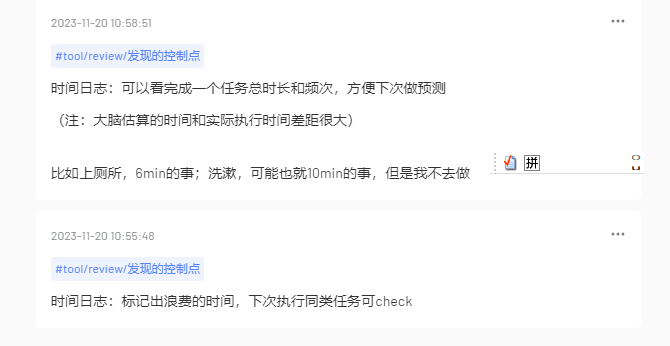 2023-11-20 10:58:51
#tool/review/发现的控制点
时间日志：可以看完成一个任务总时长和频次，方便下次做预测
（注：大脑估算的时间和实际执行时间差距很大）
比如上厕所，6min的事；洗漱，可能也就10min的事，但是我不去做
拼
2023-11-20 10:55:48
#tool/review/发现的控制点
时间日志：标记出浪费的时间，下次执行同类任务可check